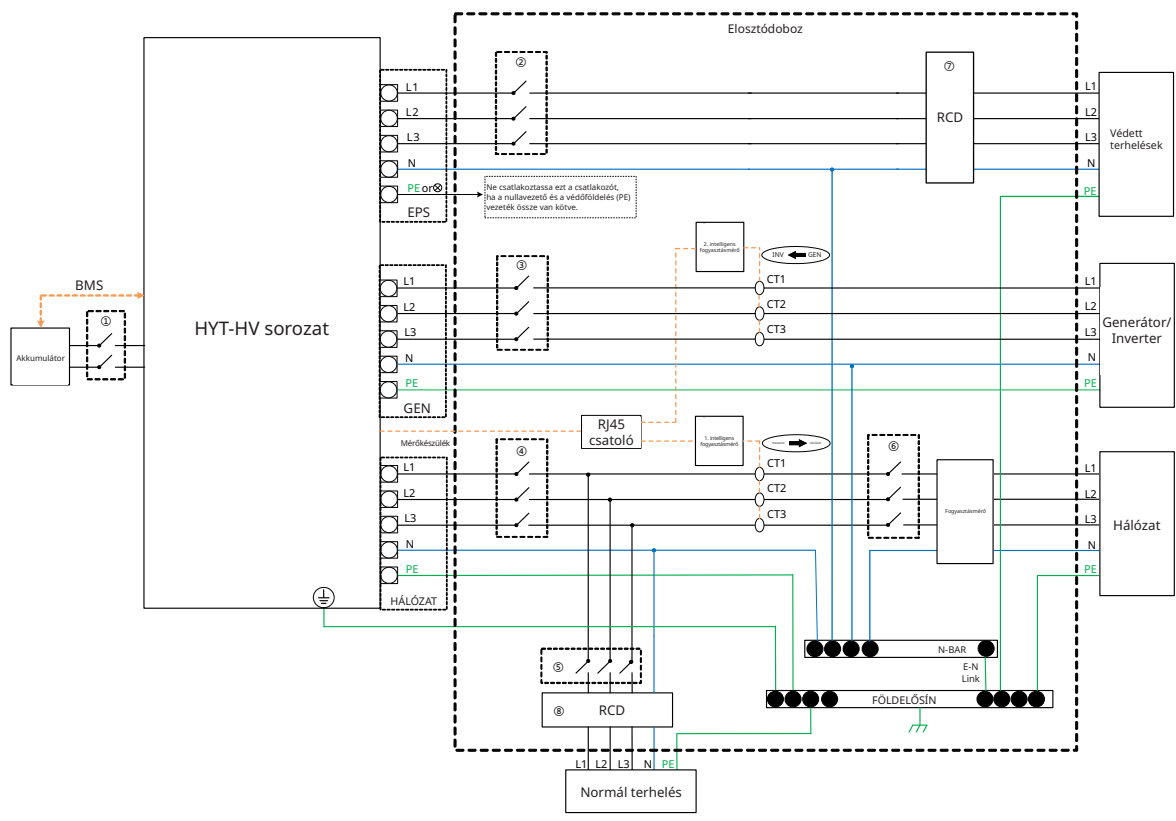 Elosztódoboz
②
⑦
L1
L2
L3
N
PE or⊗
EPS
RCD
L1
L2
L3
N
PE
Védett
terhelések
Ne csatlakoztassa ezt a csatlakozót,
ha a nullavezető és a védőföldelés (PE)
vezeték össze van kötve.
2. intelligens
fogyasztásmérő
INV GEN
③
L1
L2
L3
N
PE
GEN
CT1
CT2
CT3
L1
L2
L3
N
PE
Generátor/
Inverter
BMS
①
Akkumulátor
HYT-HV sorozat
RJ45
csatoló
1. intelligens
fogyasztásmérő
Mérőkészülék
④
⑥
L1
L2
L3
N
PE
HÁLÓZAT
CT1
CT2
CT3
Fogyasztásmérő
L1
L2
L3
N
PE
Hálózat
N-BAR
E-N
Link
FÖLDELŐSÍN
⑤
⑧
RCD
L1 L2 L3 N PE
Normál terhelés